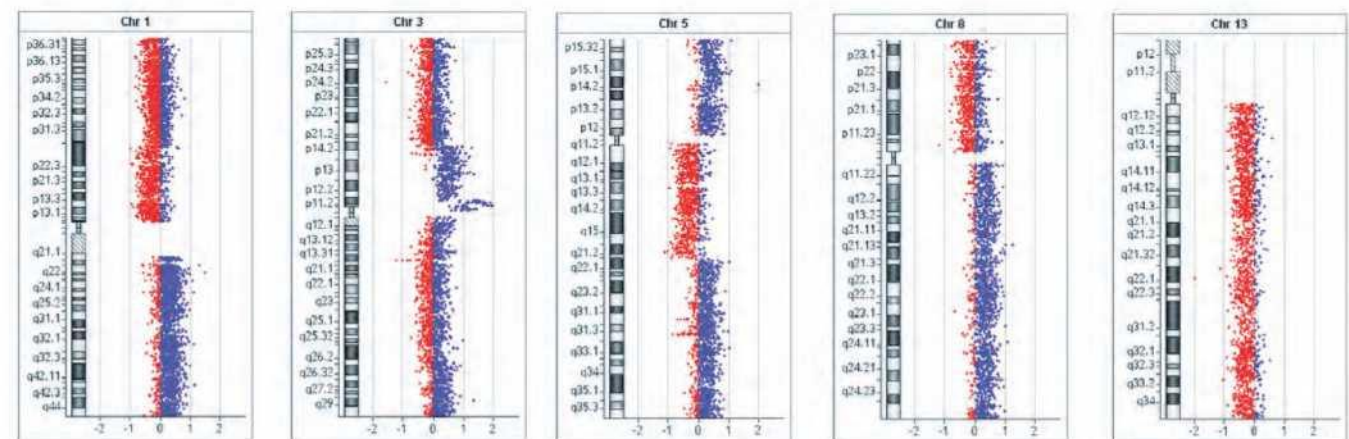 Chr 1
p36.31
p36.13
p35.3
p34.2
p32.3
p31.3
p22.3
p21.3
p13.3
p13.1
q21.1
q22
q24.1
q25.2
q31.1
q32.1
q32.3
q42.11
q42.3
q44
-2 -1 0 1 2
Chr 3
p25.3
p24.3
p24.2
p23
p22.1
p21.2
p14.2
p13
p12.2
p11.2
q12.1
q13.12
q13.31
q21.1
q22.1
q23
q25.1
q25.32
q26.2
q26.32
q27.2
q29
-2 -1 0 1 2
Chr 5
p15.32
p15.1
p14.2
p13.2
p12
q11.2
q12.1
q13.1
q13.3
q14.2
q15
q21.2
q22.1
q23.2
q31.1
q31.3
q33.1
q34
q35.1
q35.3
-2 -1 0 1 2
Chr 8
p23.1
p22
p21.3
p21.1
p11.23
q11.22
q12.2
q13.2
q21.11
q21.13
q21.3
q22.2
q23.1
q23.3
q24.11
q24.21
q24.23
-2 -1 0 1 2
Chr 13
p12
p11.2
q12.12
q12.2
q13.1
q14.11
q14.12
q14.3
q21.1
q21.2
q21.32
q22.1
q22.3
q31.2
q32.1
q32.3
q33.2
q34
-2 -1 0 1 2